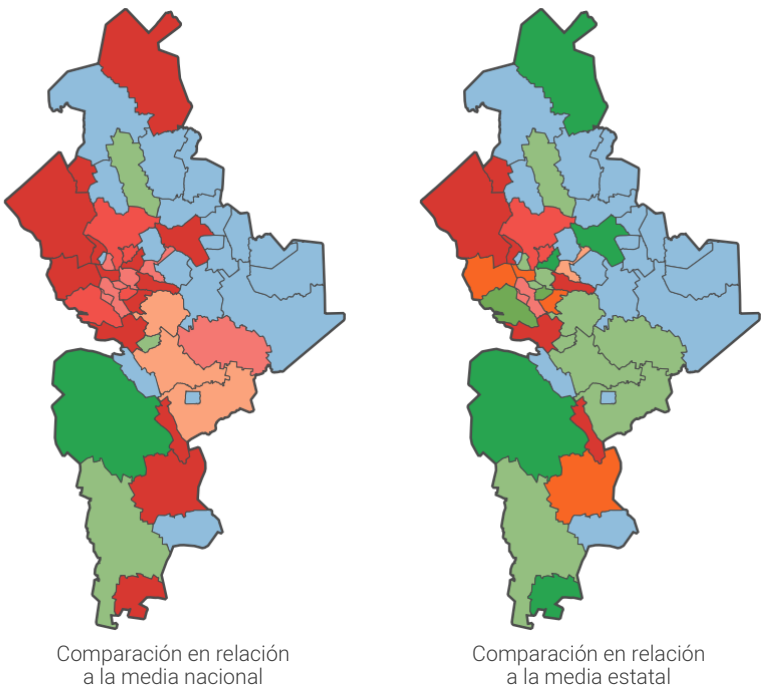 Comparación en relación
a la media nacional
Comparación en relación
a la media estatal